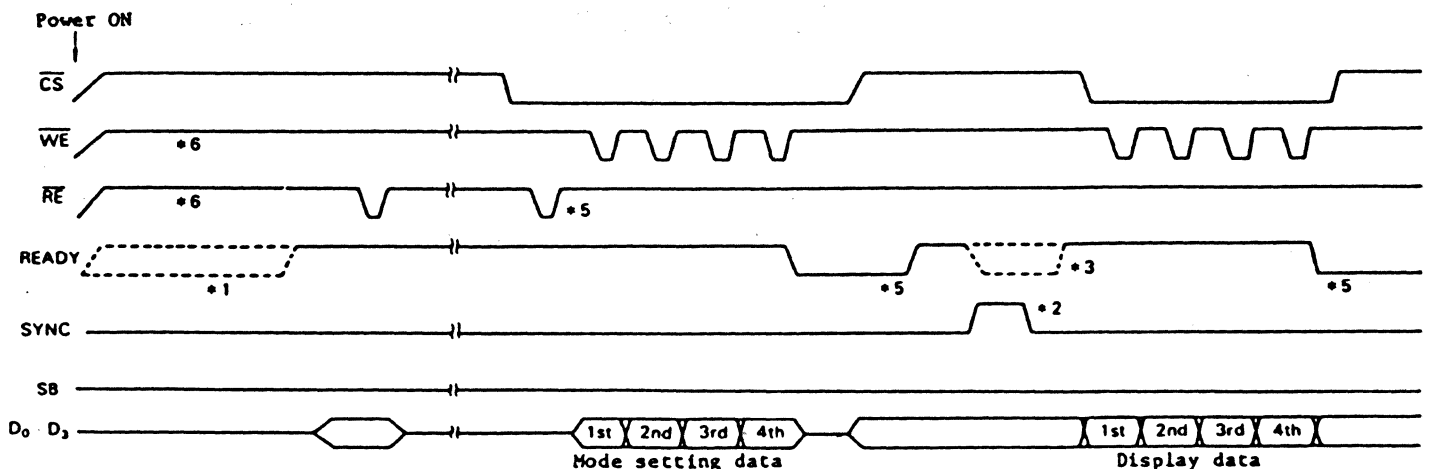 Power ON
CS
WE
*6
RE
*6
*5
READY
*1
*5
*3
*5
SYNC
*2
SB
D₀ - D₃
1st 2nd 3rd 4th
1st 2nd 3rd 4th
Mode setting data
Display data